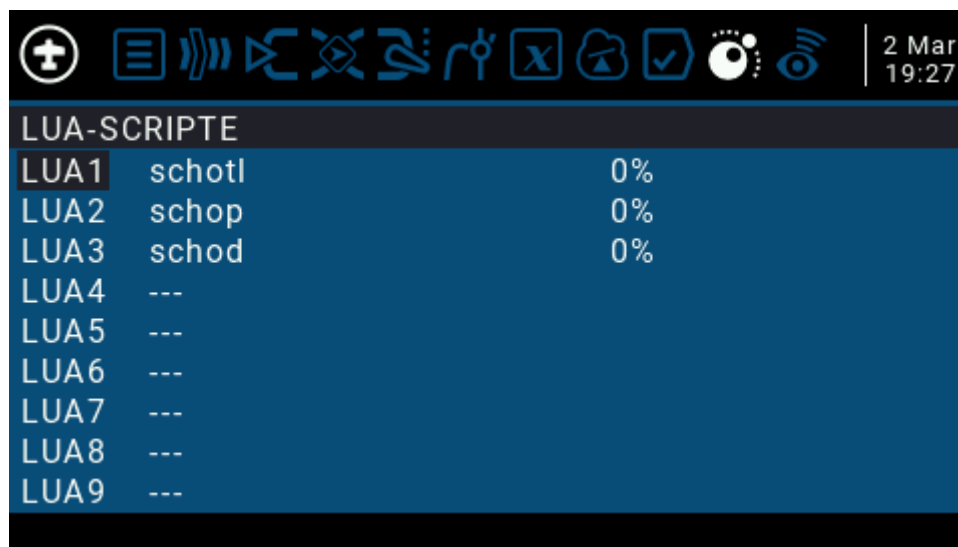 2 Mar
19:27
LUA-SCRIPTE
LUA1 schotl 0%
LUA2 schop 0%
LUA3 schod 0%
LUA4 ---
LUA5 ---
LUA6 ---
LUA7 ---
LUA8 ---
LUA9 ---